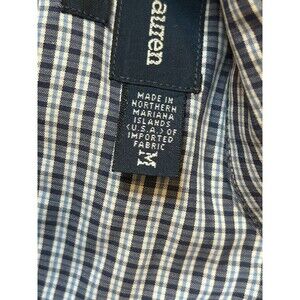 auren
MADE IN
NORTHERN
MARIANA
ISLANDS
(U.S.A.) OF
IMPORTED
FABRIC
M